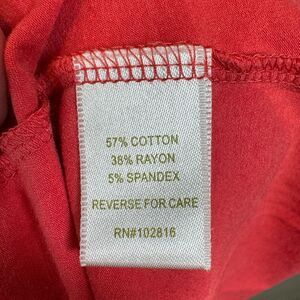 57% COTTON
38% RAYON
5% SPANDEX
REVERSE FOR CARE
RN#102816